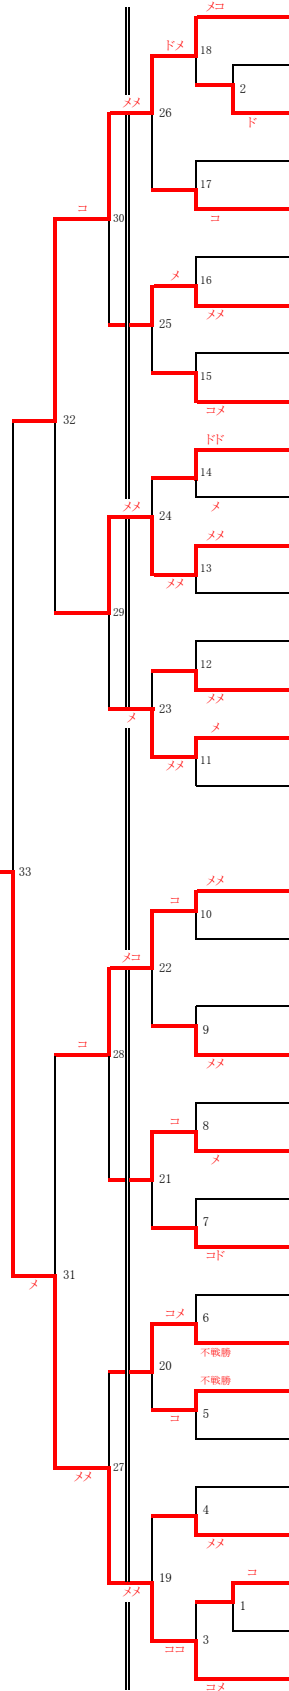 メコ
ドメ
18
2
メメ
26
ド
17
コ
コ
30
メ
16
メメ
25
15
コメ
32
ドド
14
メ
メメ
24
メメ
13
メメ
29
12
メメ
23
メ
メ
メメ
11
33
メメ
コ
10
メコ
22
9
メメ
コ
28
8
コ
メ
21
7
コド
31
メ
6
コメ
不戦勝
20
不戦勝
コ
5
27
メメ
4
メメ
19
メメ
コ
1
3
ココ
コメ